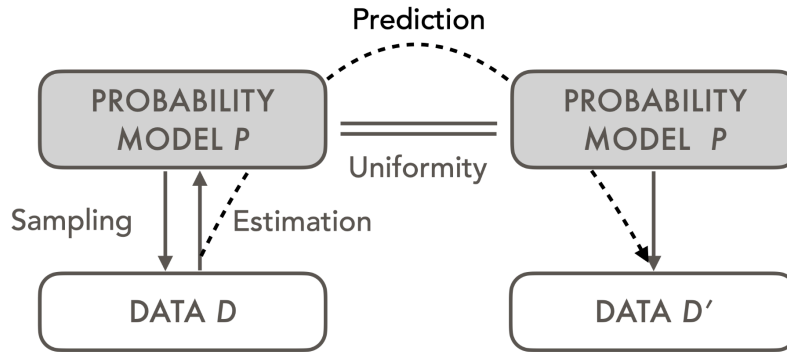 Prediction
PROBABILITY
MODEL P
PROBABILITY
MODEL P
Uniformity
Sampling
Estimation
DATA D
DATA D′